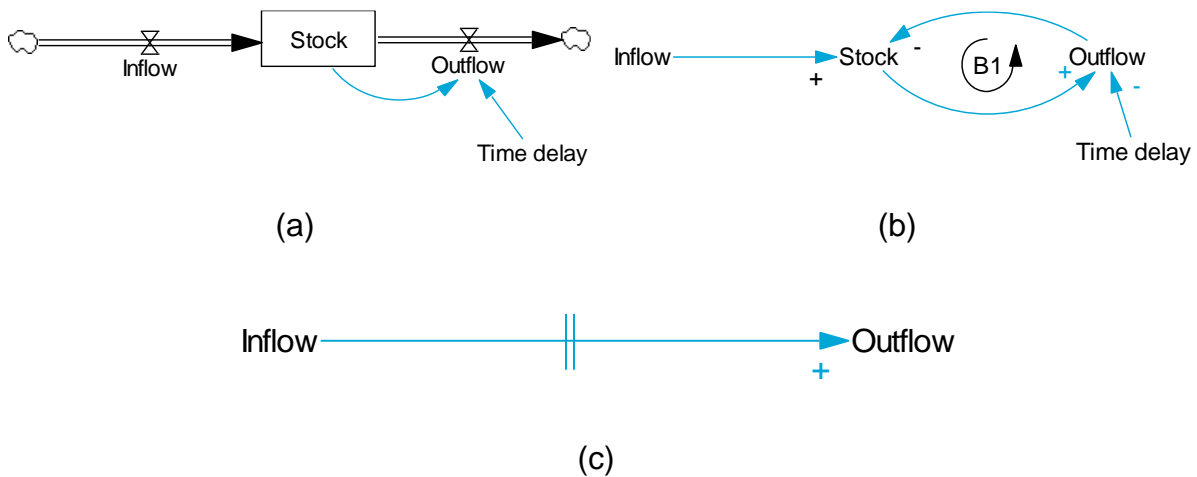 Stock
Inflow
Outflow
Time delay
(a)
Inflow
+
Stock
-
B1
+
Outflow
-
Time delay
(b)
Inflow
Outflow
+
(c)